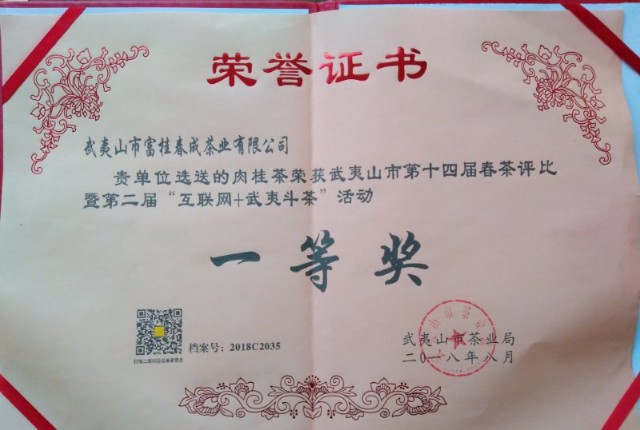 荣誉证书
武夷山市富桂春成茶业有限公司
贵单位选送的肉桂茶荣获武夷山市第十四届春茶评比
暨第二届“互联网+武夷斗茶”活动
一等奖
档案号：2018C2035
武夷山市茶业局
二〇一八年八月